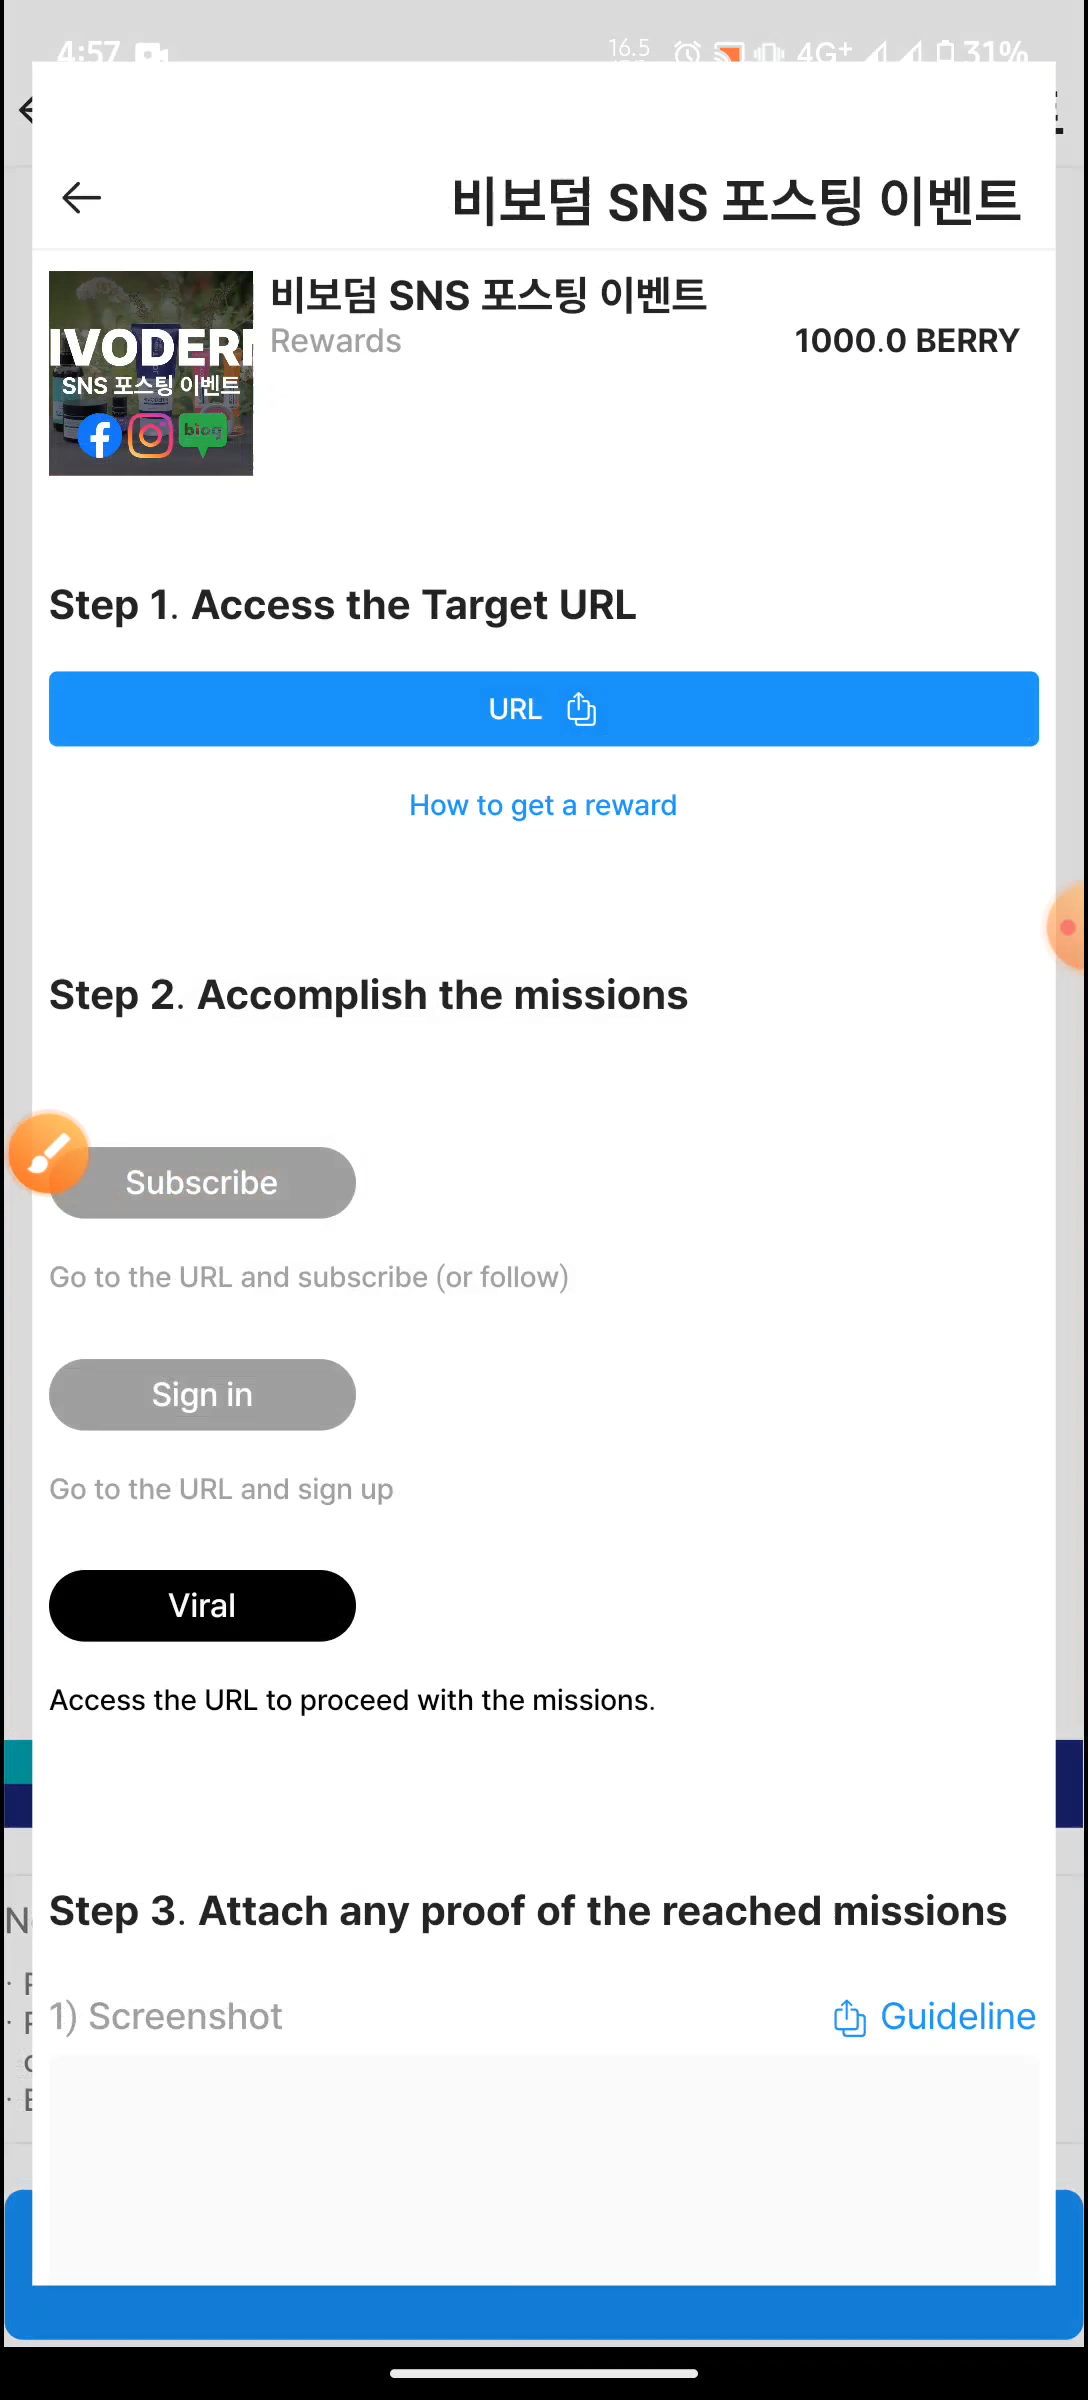 4:57
16.5
4G+
31%
비보덤 SNS 포스팅 이벤트
IVODER
SNS 포스팅 이벤트
blog
비보덤 SNS 포스팅 이벤트
Rewards
1000.0 BERRY
Step 1. Access the Target URL
URL
How to get a reward
Step 2. Accomplish the missions
Subscribe
Go to the URL and subscribe (or follow)
Sign in
Go to the URL and sign up
Viral
Access the URL to proceed with the missions.
Step 3. Attach any proof of the reached missions
1) Screenshot
Guideline